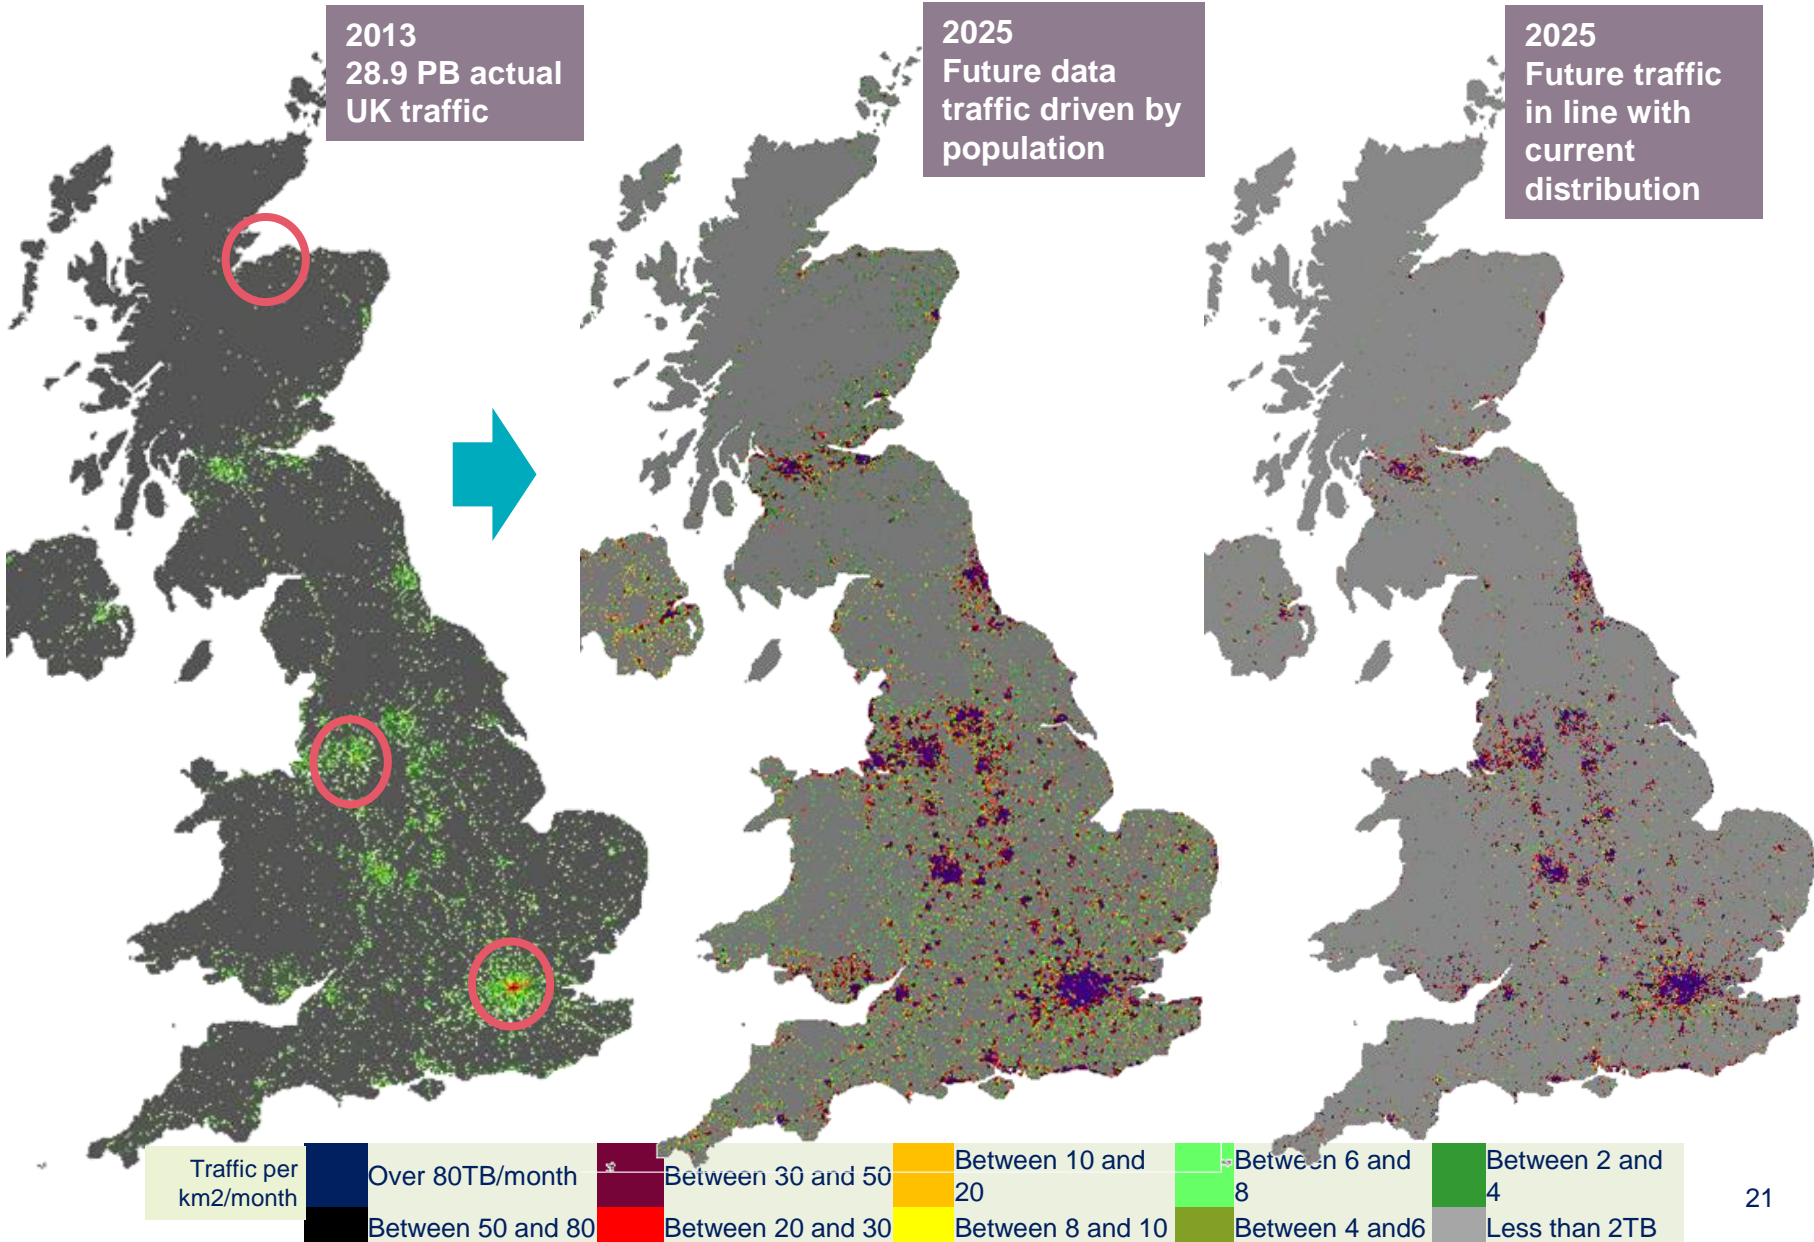 2013
28.9 PB actual
UK traffic
2025
Future data
traffic driven by
population
2025
Future traffic
in line with
current
distribution
Traffic per
km2/month
Over 80TB/month
Between 30 and 50
Between 10 and
20
Between 6 and
8
Between 2 and
4
Between 50 and 80
Between 20 and 30
Between 8 and 10
Between 4 and6
Less than 2TB
21